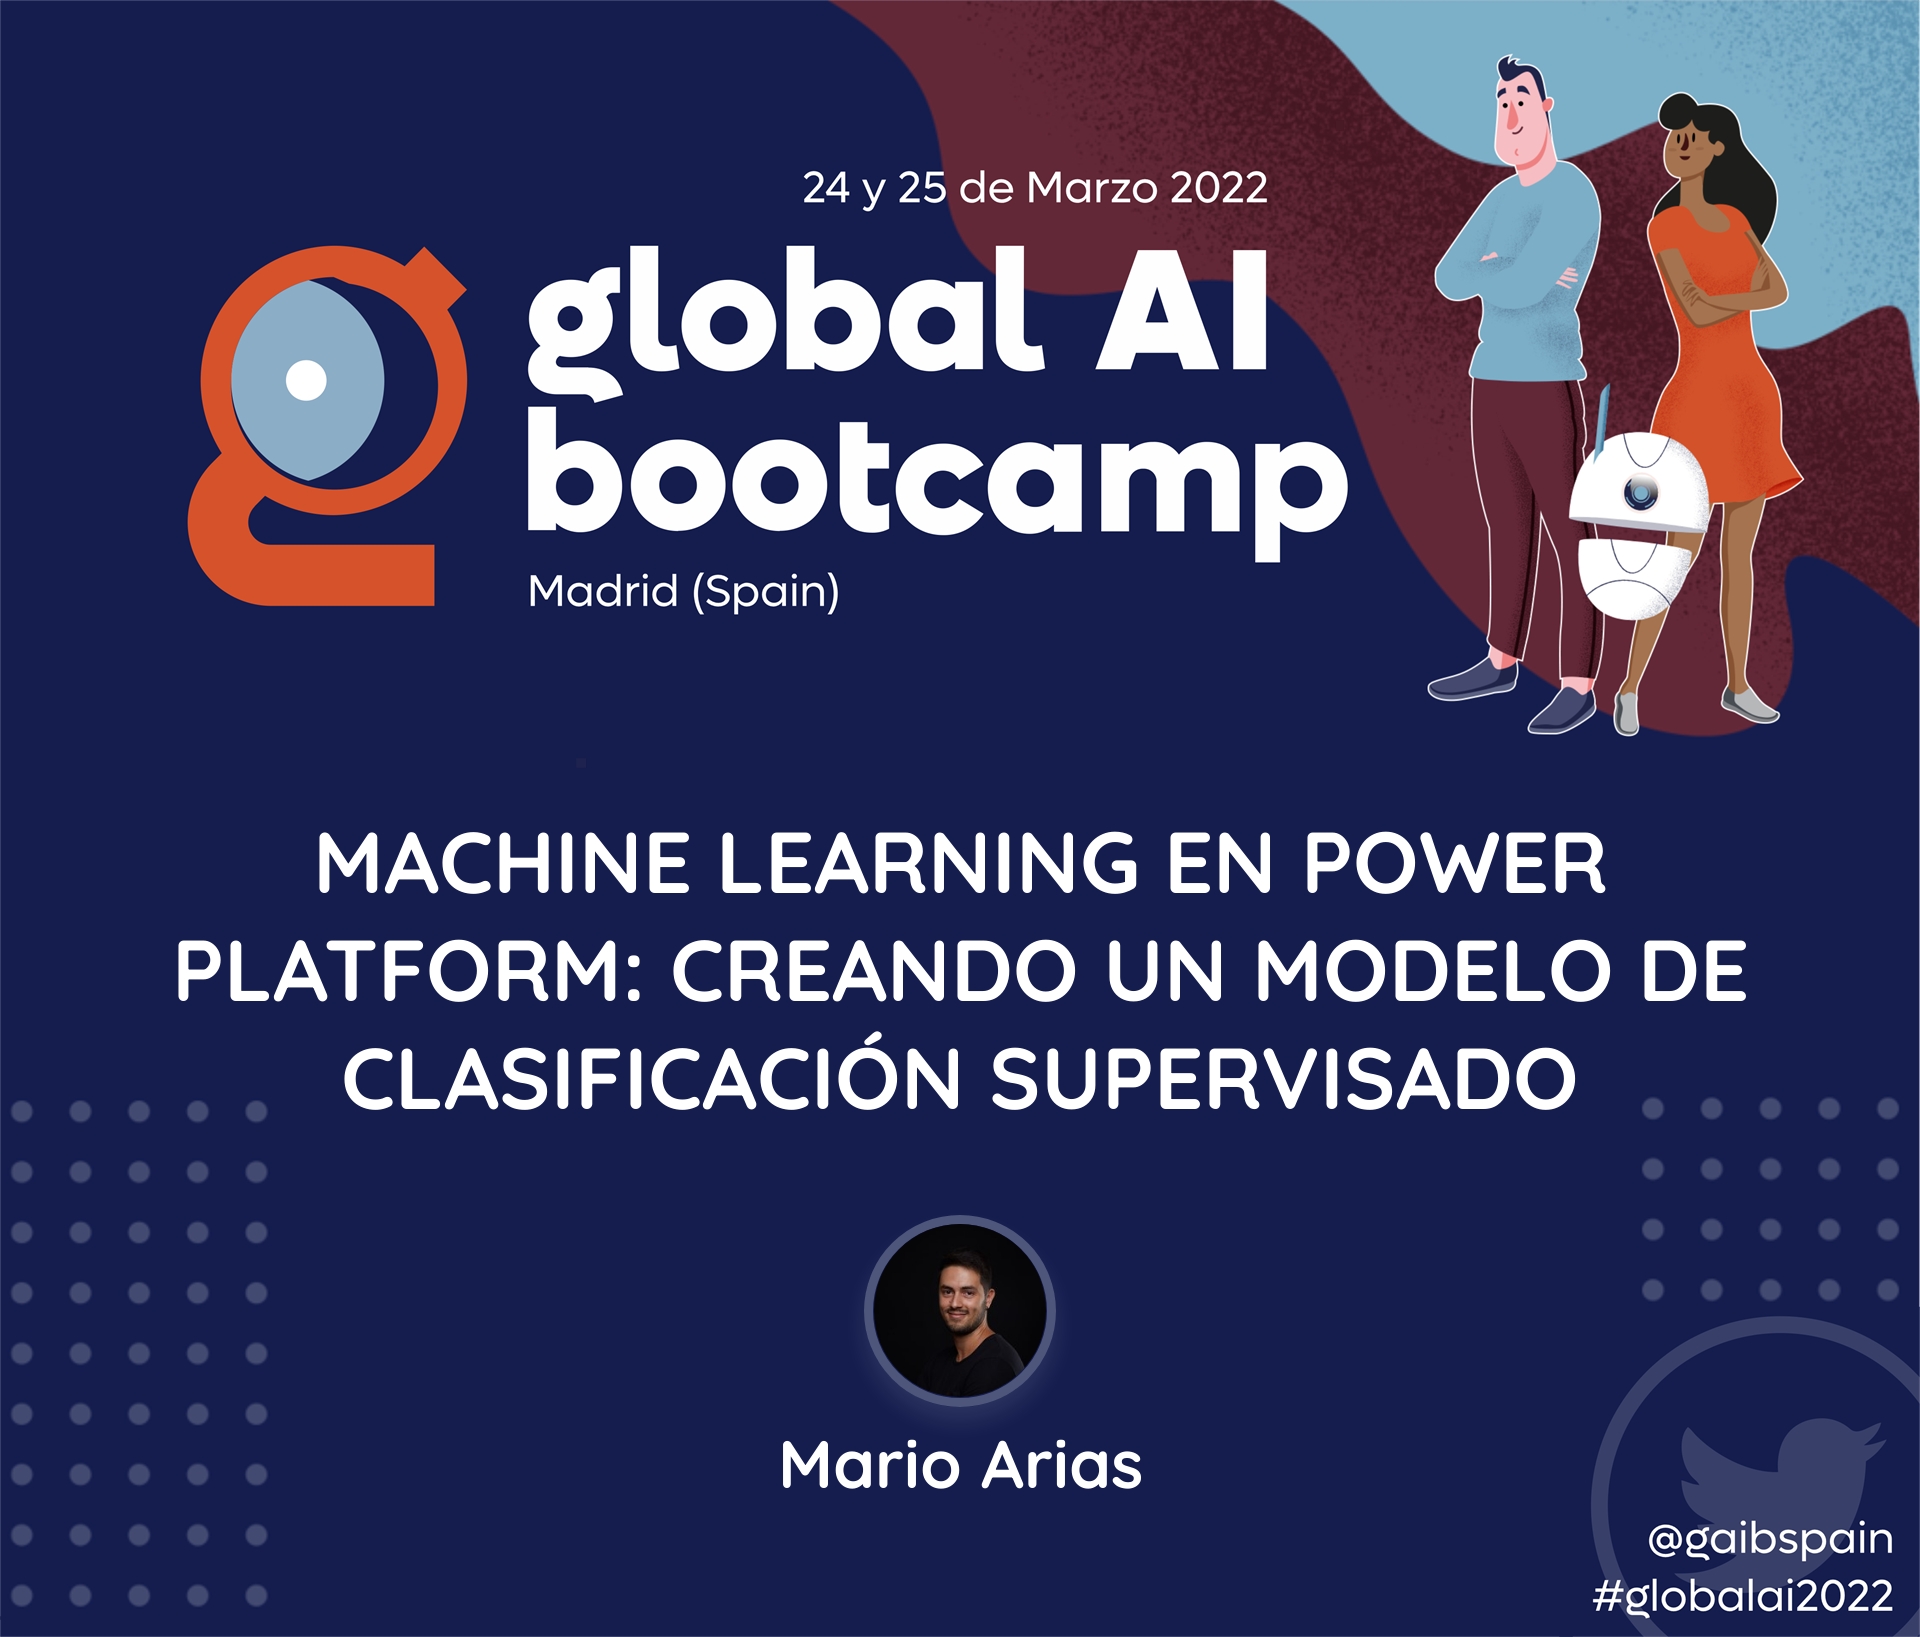 24 y 25 de Marzo 2022
global AI
bootcamp
Madrid (Spain)
MACHINE LEARNING EN POWER
PLATFORM: CREANDO UN MODELO DE
CLASIFICACIÓN SUPERVISADO
Mario Arias
@gaibspain
#globalai2022